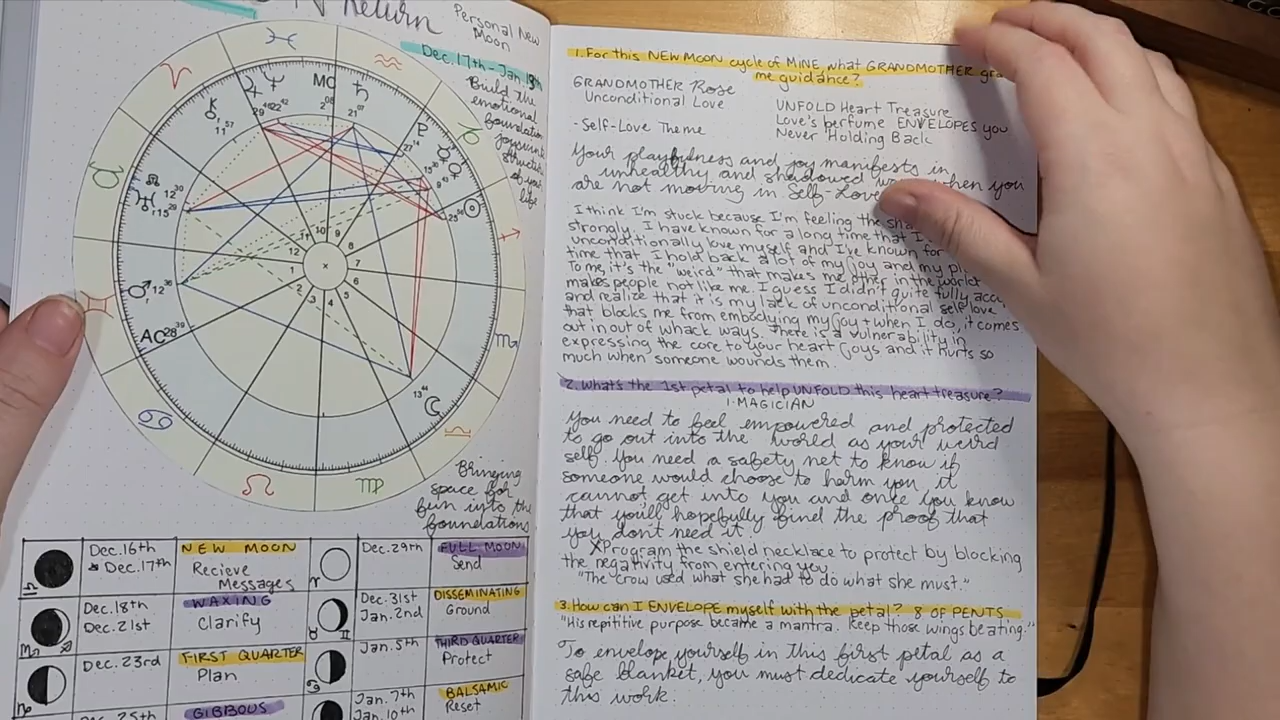 Return
Personal New
Moon
Dec.17th-Jan
Build the
emotional
foundation
structure
of your
life
MC
AC 28
Bringing
space for
fun into the
foundations
Dec.16th
Dec.17th
NEW MOON
Recieve
Messages
Dec.29th
FULL MOON
Send
Dec.18th
Dec.21st
WAXING
Clarify
Dec.31st
Jan.2nd
DISSEMINATING
Ground
Dec.23rd
FIRST QUARTER
Plan
Jan.5th
THIRD QUARTER
Protect
GIBBOUS
Jan.7th
Jan.10th
BALSAMIC
Reset
1. For this NEW MOON cycle of MINE what GRANDMOTHER
me guidance?
GRANDMOTHER Rose
Unconditional Love
-Self-Love Theme
UNFOLD Heart Treasure
Love's perfume ENVELOPES you
Never Holding Back
Your playfulness and joy manifests in
unhealthy and shadowed when you
are not moving in Self-Love
I think I'm stuck because I'm feeling the
strongly. I have known for a long time that I
unconditionally love myself and I've known for
time that I hold back a lot of my Joy and my
To me, it's the "weird" that makes me other in the world
makes people not like me. I guess I didn't quite fully
and realize that it is my lack of unconditional self love
that blocks me from embodying my Joy + when I do, it comes
out in out of whack ways. There is a vulnerability in
expressing the core to your heart Joys and it hurts so
much when someone wounds them.
2. What's the 1st petal to help UNFOLD this heart treasure?
1·MAGICIAN
You need to feel empowered and protected
to go out into the world as your weird
self. You need a safety net to know if
someone would choose to harm you, it
cannot get into you and once you know
that you'll hopefully find the proof that
you don't need it.
X Program the shield necklace to protect by blocking
the negativity from entering you
"The crow used what she had to do what she must."
3. How can I ENVELOPE myself with the petal? 8 OF PENTS
"His repititive purpose became a mantra. Keep those wings beating."
To envelope yourself in this first petal as a
safe blanket, you must dedicate yourself to
this work.